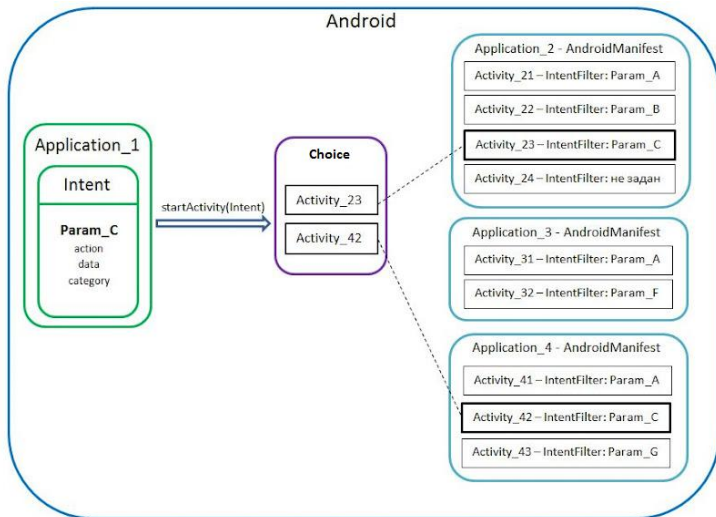 Android
Application_1
Intent
Param_C
action
data
category
startActivity(Intent)
Choice
Activity_23
Activity_42
Application_2 - AndroidManifest
Activity_21 – IntentFilter: Param_A
Activity_22 – IntentFilter: Param_B
Activity_23 – IntentFilter: Param_C
Activity_24 – IntentFilter: не задан
Application_3 - AndroidManifest
Activity_31 – IntentFilter: Param_A
Activity_32 – IntentFilter: Param_F
Application_4 - AndroidManifest
Activity_41 – IntentFilter: Param_A
Activity_42 – IntentFilter: Param_C
Activity_43 – IntentFilter: Param_G